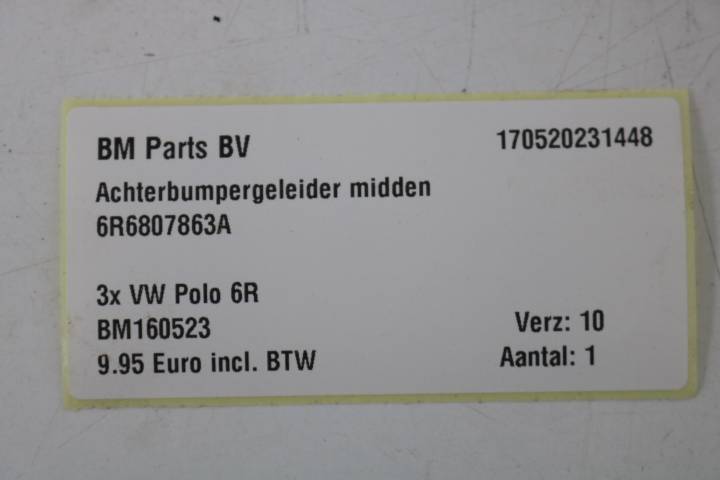 BM Parts BV 170520231448
Achterbumpergeleider midden
6R6807863A
3x VW Polo 6R
BM160523 Verz: 10
9.95 Euro incl. BTW Aantal: 1